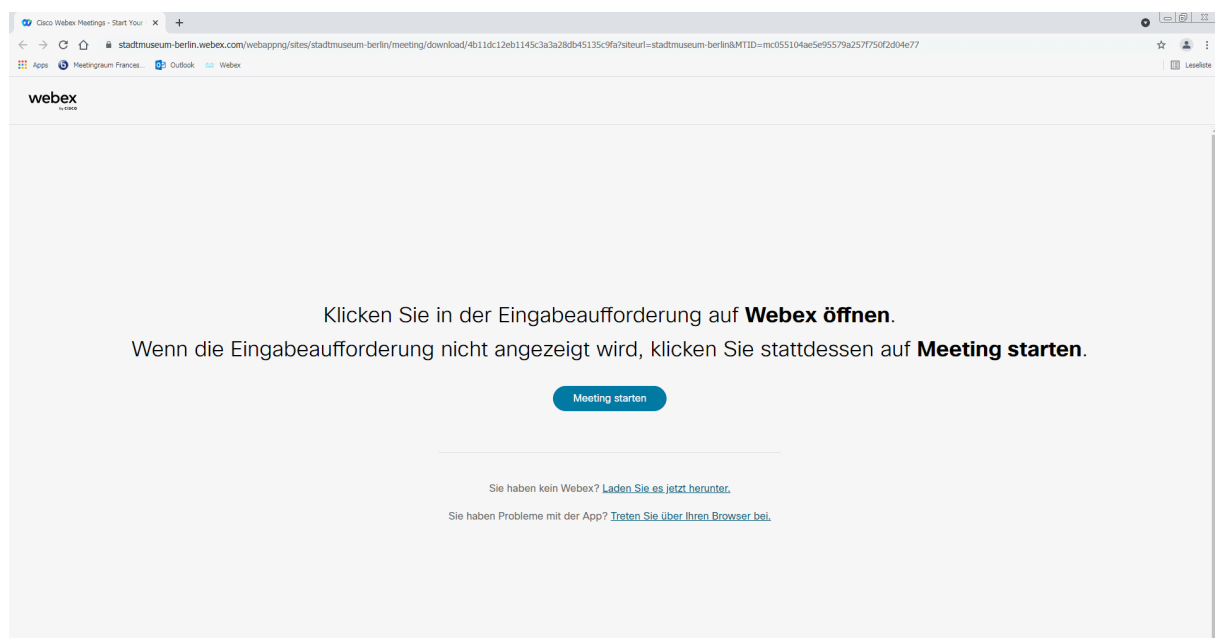 Cisco Webex Meetings - Start Your
stadtmuseum-berlin.webex.com/webappng/sites/stadtmuseum-berlin/meeting/download/4b11dc12eb1145c3a3a28db45135c9fa?siteurl=stadtmuseum-berlin&MTID=mc055104ae5e95579a257f750f2d04e77
Apps Meetingraum Frances... Outlook Webex Leseliste
webex
by CISCO
Klicken Sie in der Eingabeaufforderung auf Webex öffnen.
Wenn die Eingabeaufforderung nicht angezeigt wird, klicken Sie stattdessen auf Meeting starten.
Meeting starten
Sie haben kein Webex? Laden Sie es jetzt herunter.
Sie haben Probleme mit der App? Treten Sie über Ihren Browser bei.